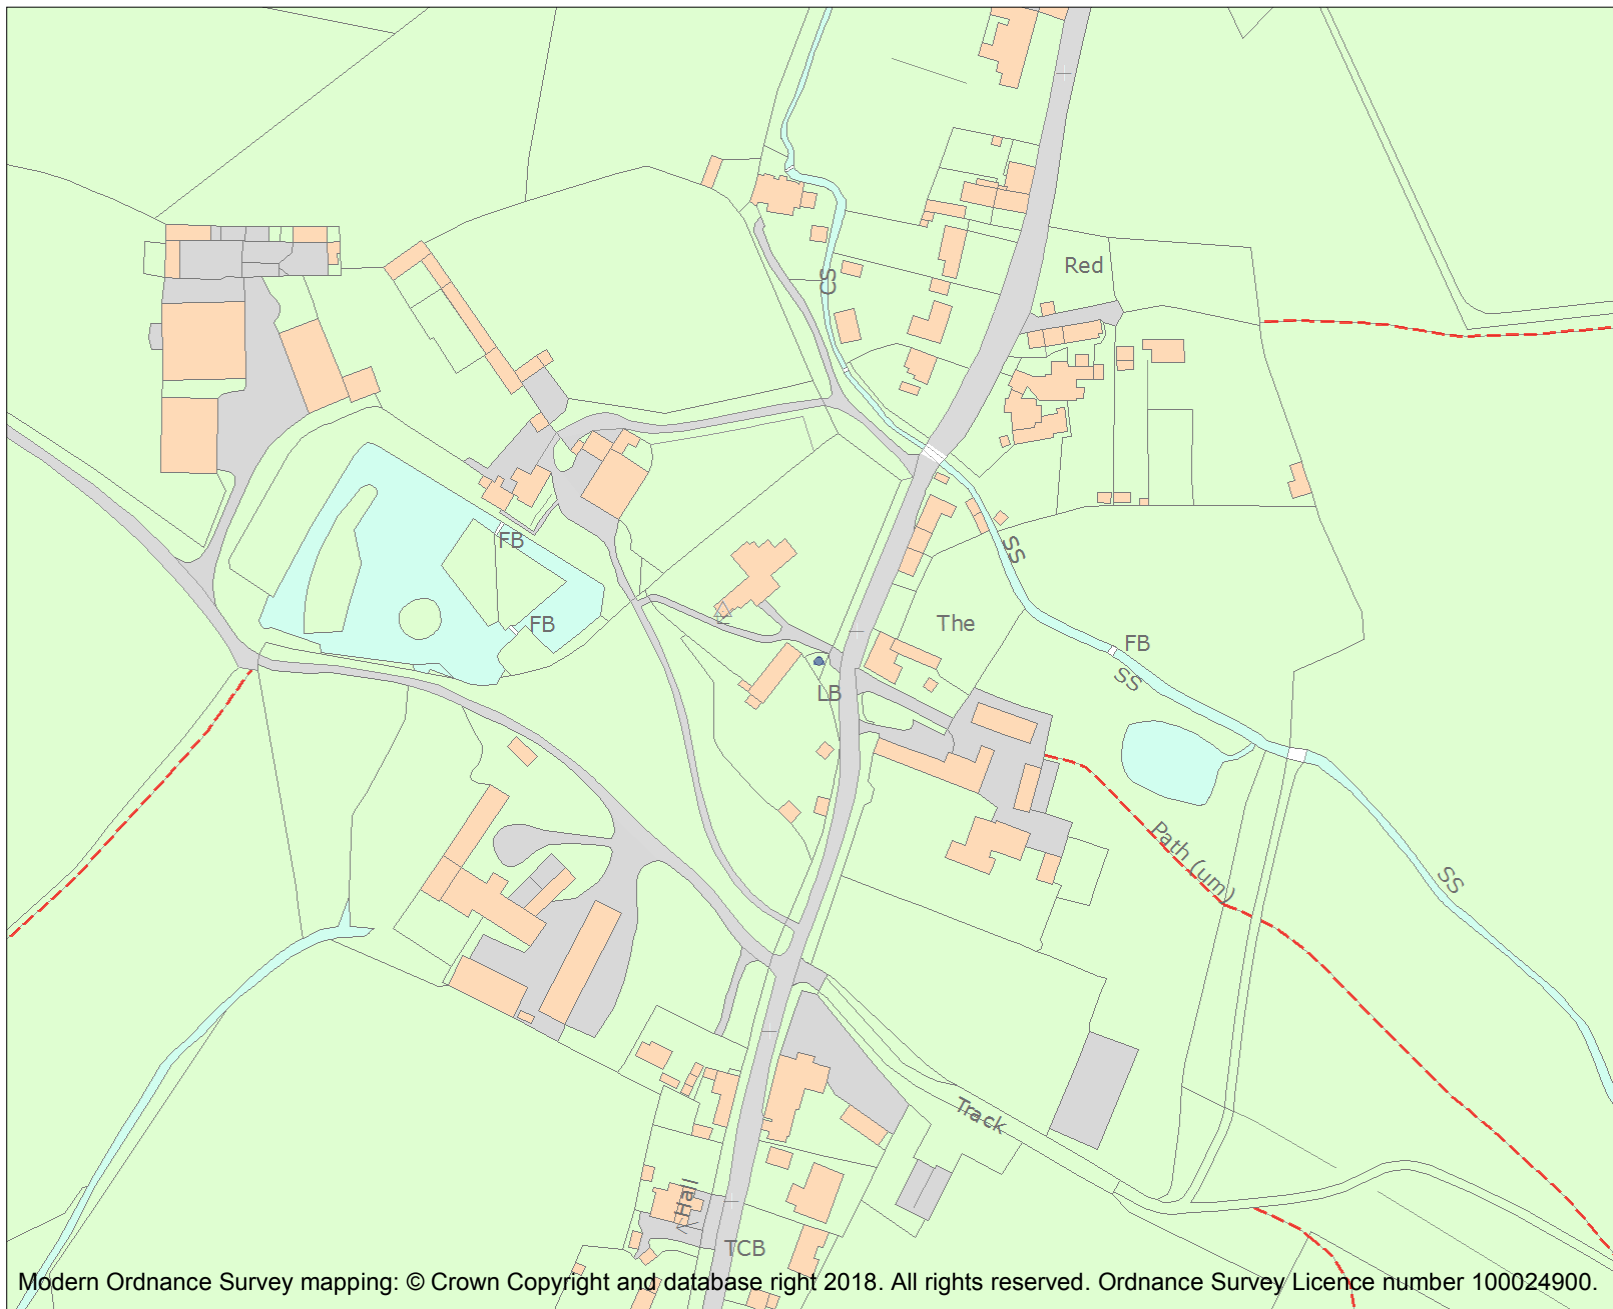 Red
CS
FB
SS
FB
The
FB
SS
LB
Path (um)
SS
Track
Hall
TCB
Modern Ordnance Survey mapping: © Crown Copyright and database right 2018. All rights reserved. Ordnance Survey Licence number 100024900.